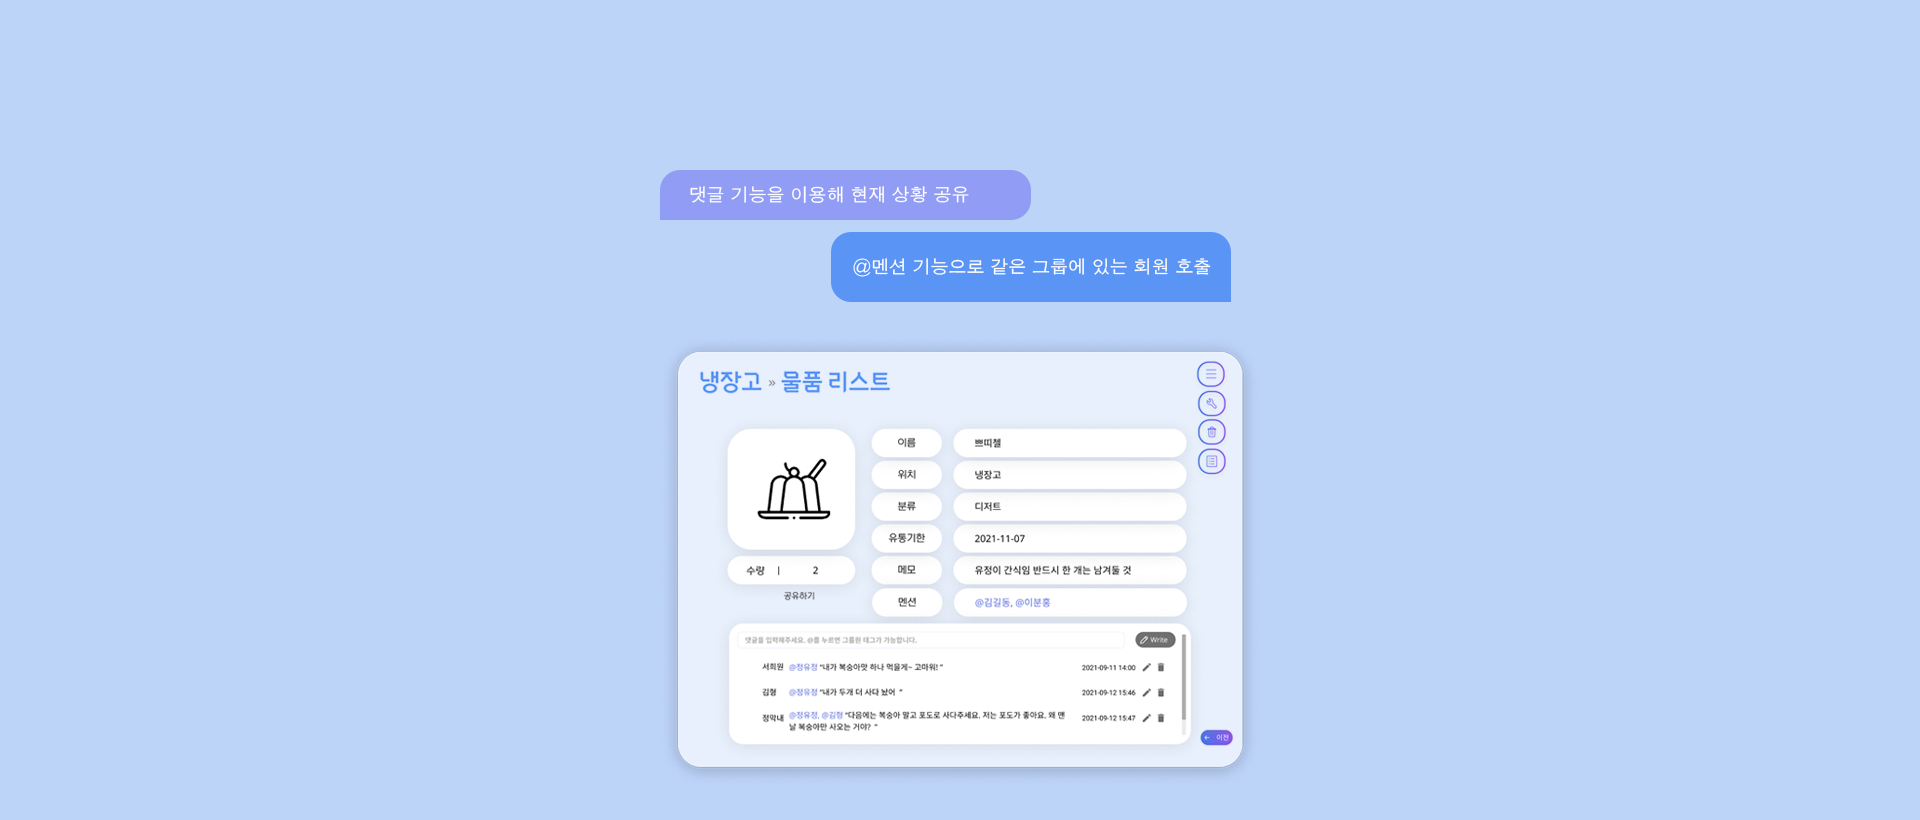 댓글 기능을 이용해 현재 상황 공유
@멘션 기능으로 같은 그룹에 있는 회원 호출
냉장고 » 물품 리스트
이름 쁘띠첼
위치 냉장고
분류 디저트
유통기한 2021-11-07
수량 | 2
메모 유정이 간식임 반드시 한 개는 남겨둘 것
공유하기
멘션 @김길동, @이분홍
댓글을 입력해주세요. @를 누르면 그룹원 태그가 가능합니다.
Write
서희원 @정유정 "내가 복숭아맛 하나 먹을게~ 고마워! " 2021-09-11 14:00
김형 @정유정 "내가 두개 더 사다 놨어 " 2021-09-12 15:46
정막내 @정유정, @김형 "다음에는 복숭아 말고 포도로 사다주세요. 저는 포도가 좋아요. 왜 맨 2021-09-12 15:47
날 복숭아만 사오는 거야? "
← 이전